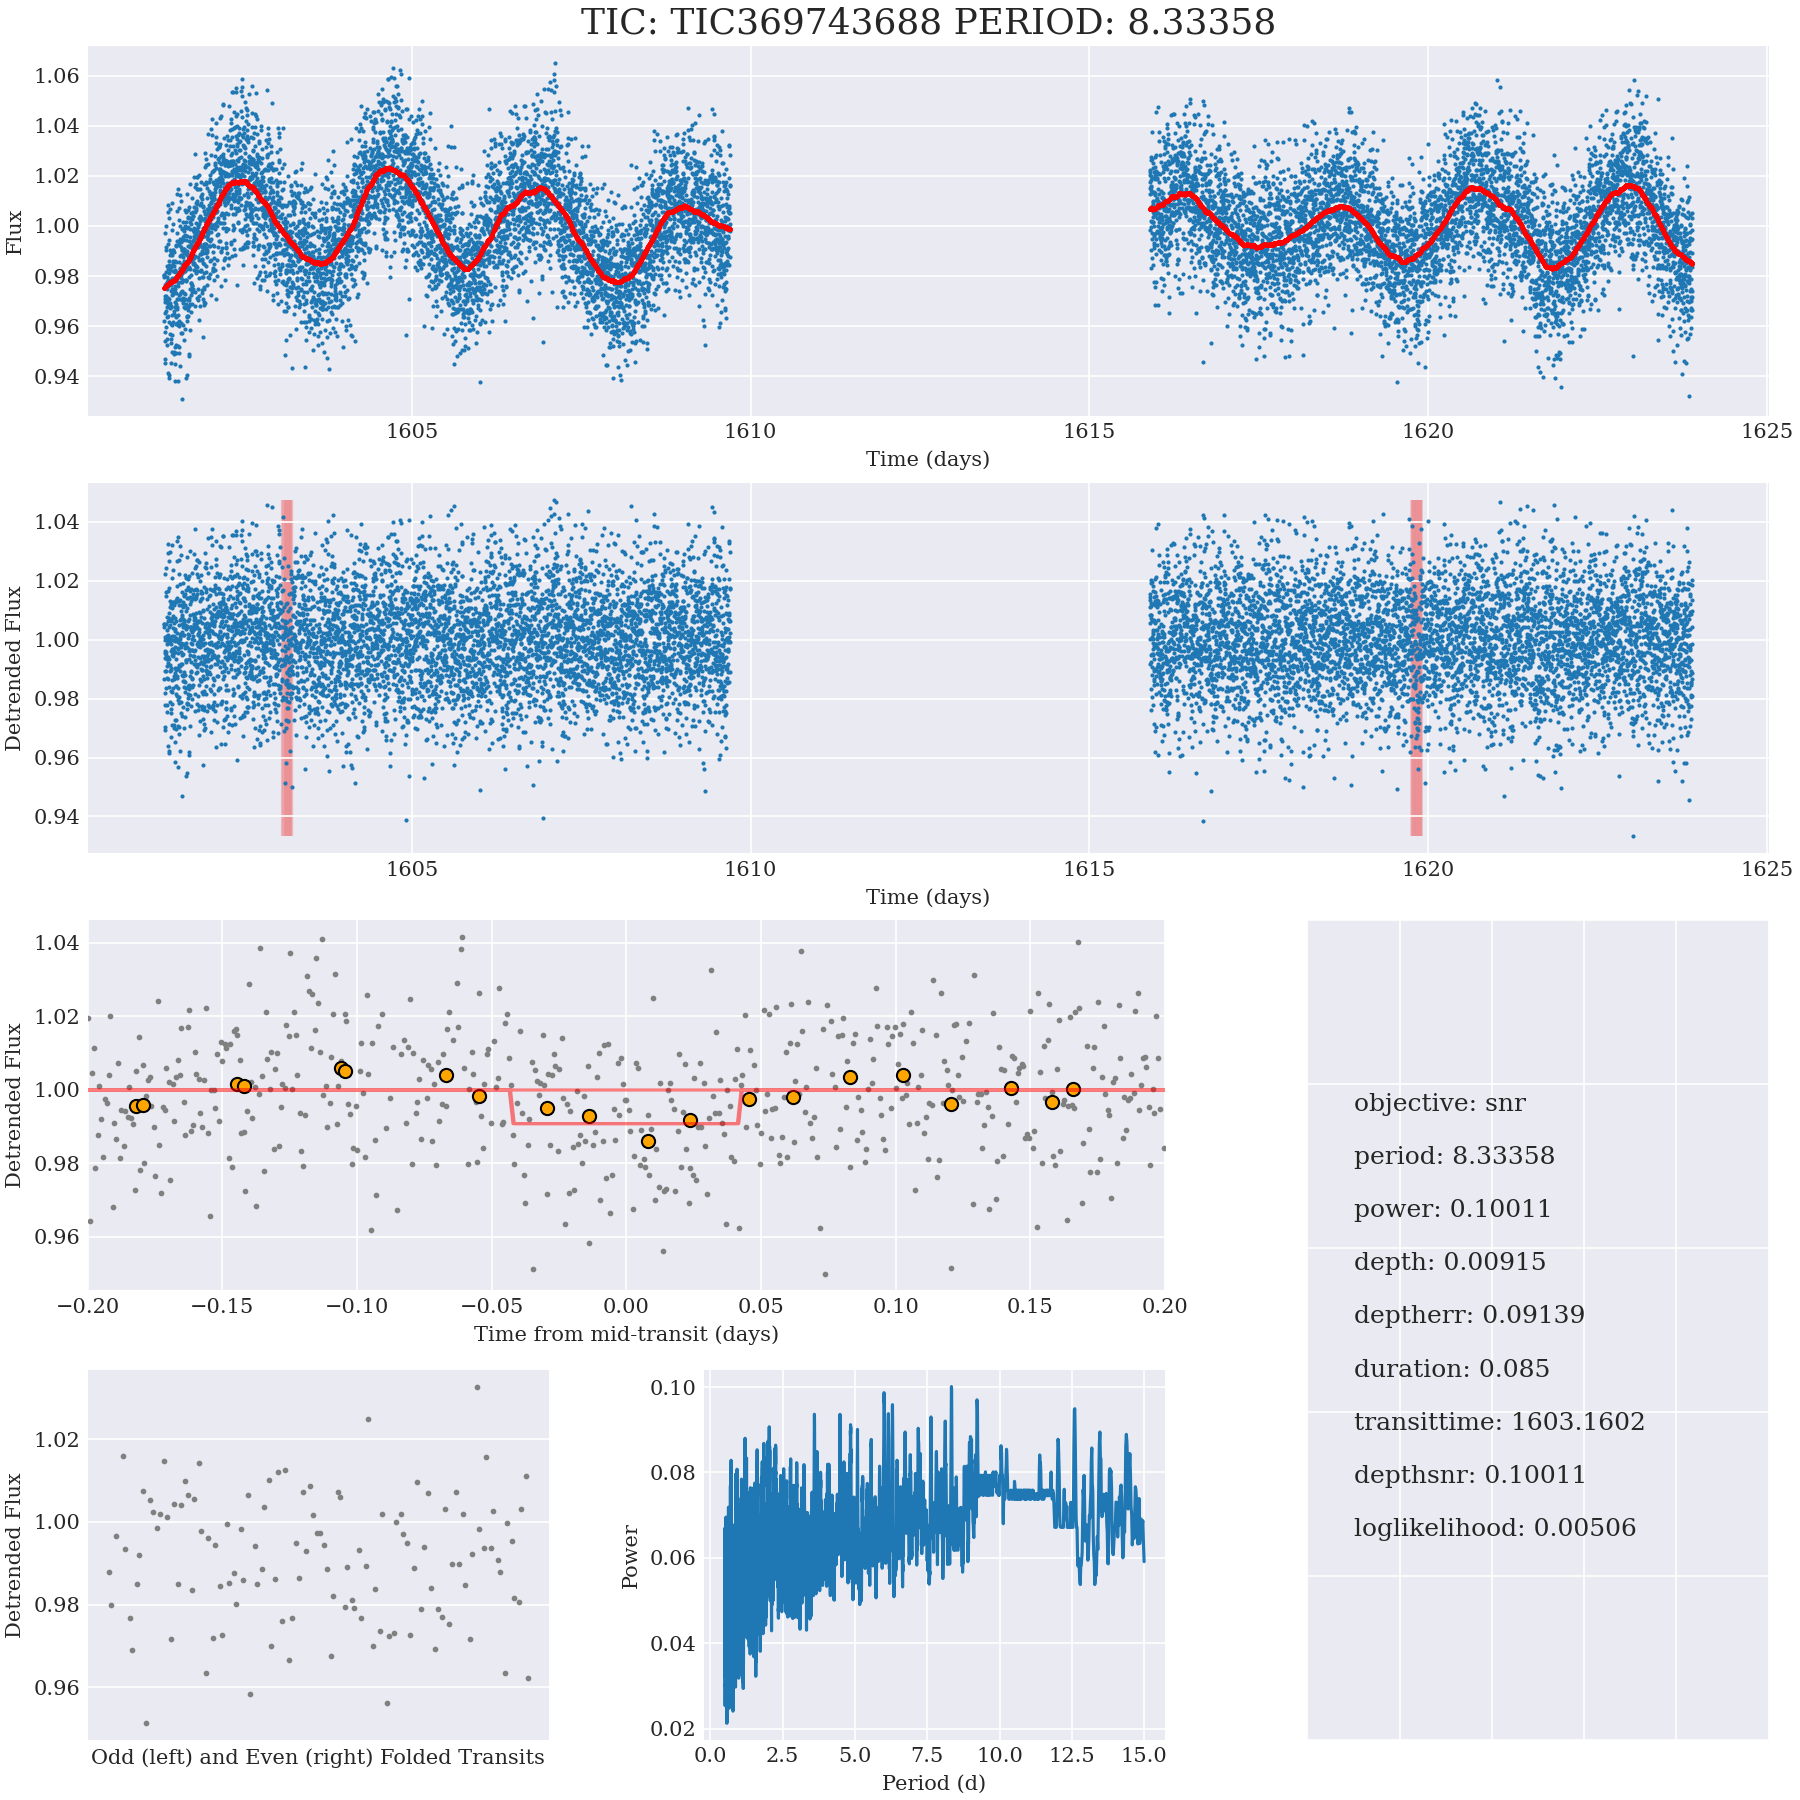 TIC: TIC369743688 PERIOD: 8.33358
Flux
1.06
1.04
1.02
1.00
0.98
0.96
0.94
1605
1610
1615
1620
1625
Time (days)
Detrended Flux
1.04
1.02
1.00
0.98
0.96
0.94
1605
1610
1615
1620
1625
Time (days)
Detrended Flux
1.04
1.02
1.00
0.98
0.96
−0.20
−0.15
−0.10
−0.05
0.00
0.05
0.10
0.15
0.20
Time from mid-transit (days)
objective: snr
period: 8.33358
power: 0.10011
depth: 0.00915
deptherr: 0.09139
duration: 0.085
transittime: 1603.1602
depthsnr: 0.10011
loglikelihood: 0.00506
Detrended Flux
1.02
1.00
0.98
0.96
Odd (left) and Even (right) Folded Transits
Power
0.10
0.08
0.06
0.04
0.02
0.0
2.5
5.0
7.5
10.0
12.5
15.0
Period (d)